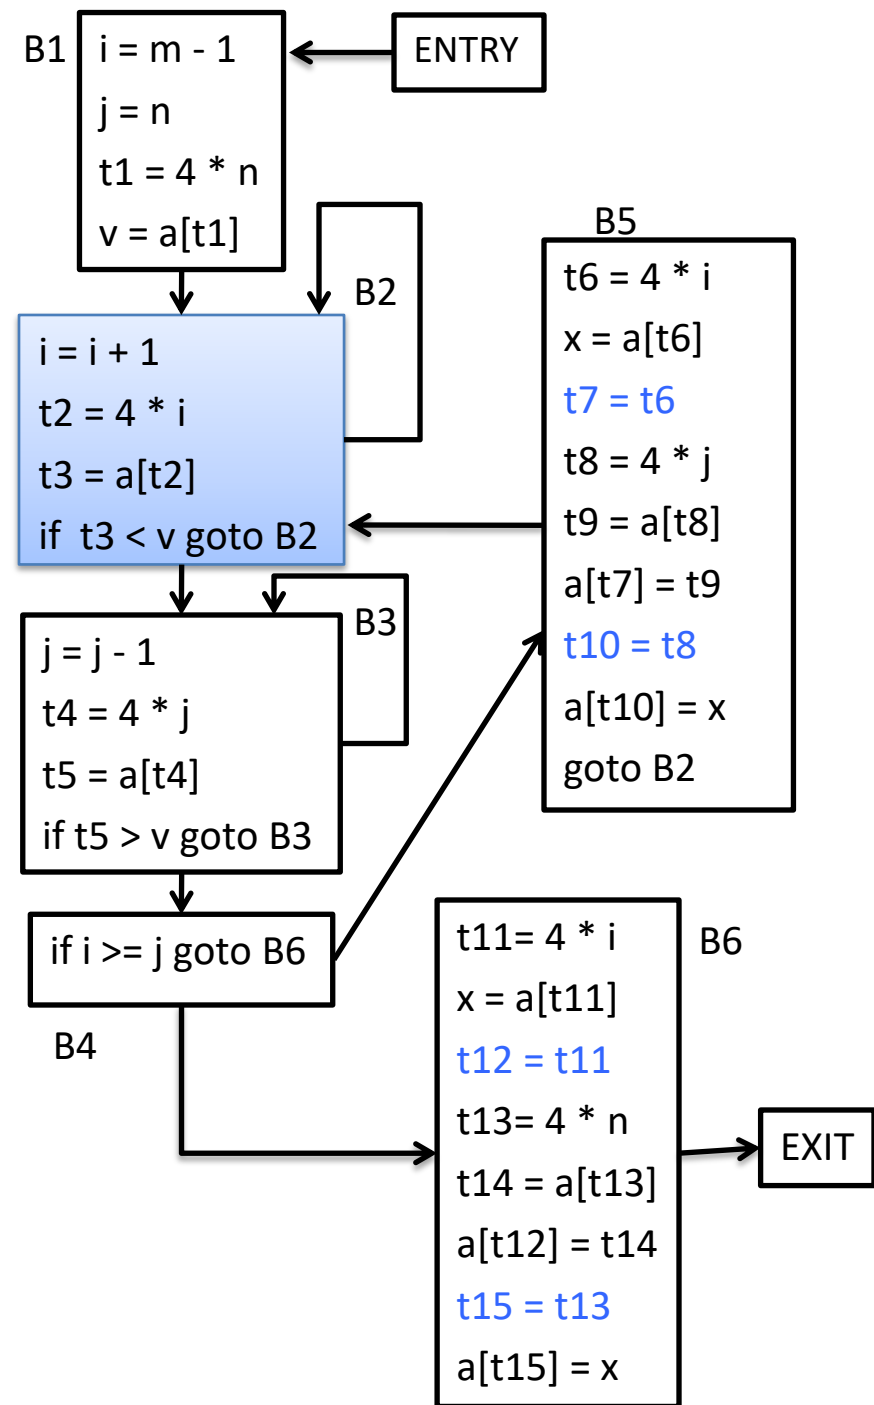 B1
i = m - 1
j = n
t1 = 4 * n
v = a[t1]
ENTRY
B2
i = i + 1
t2 = 4 * i
t3 = a[t2]
if t3 < v goto B2
B3
j = j - 1
t4 = 4 * j
t5 = a[t4]
if t5 > v goto B3
if i >= j goto B6
B4
B5
t6 = 4 * i
x = a[t6]
t7 = t6
t8 = 4 * j
t9 = a[t8]
a[t7] = t9
t10 = t8
a[t10] = x
goto B2
B6
t11= 4 * i
x = a[t11]
t12 = t11
t13= 4 * n
t14 = a[t13]
a[t12] = t14
t15 = t13
a[t15] = x
EXIT